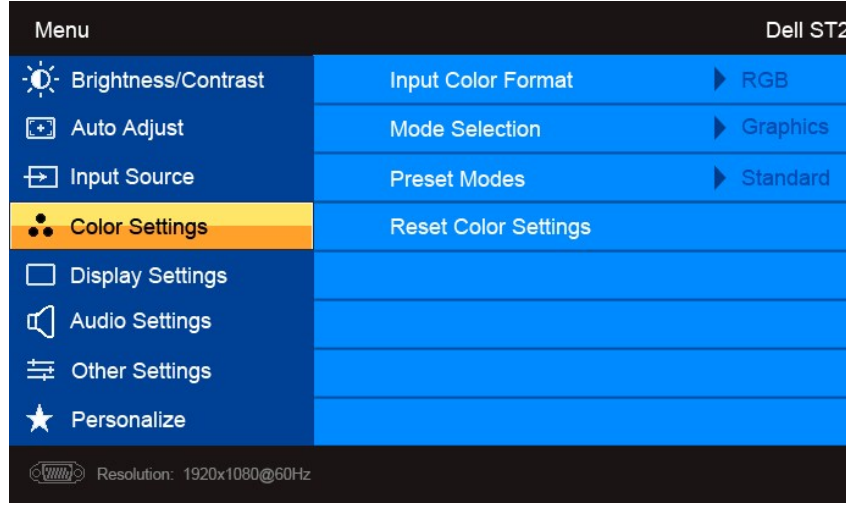 Menu Dell ST2
Brightness/Contrast Input Color Format RGB
Auto Adjust Mode Selection Graphics
Input Source Preset Modes Standard
Color Settings Reset Color Settings
Display Settings
Audio Settings
Other Settings
Personalize
Resolution: 1920x1080@60Hz